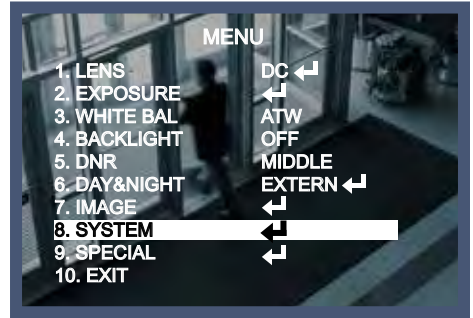 MENU
1. LENS DC ↵
2. EXPOSURE ↵
3. WHITE BAL ATW
4. BACKLIGHT OFF
5. DNR MIDDLE
6. DAY&NIGHT EXTERN ↵
7. IMAGE ↵
8. SYSTEM ↵
9. SPECIAL ↵
10. EXIT